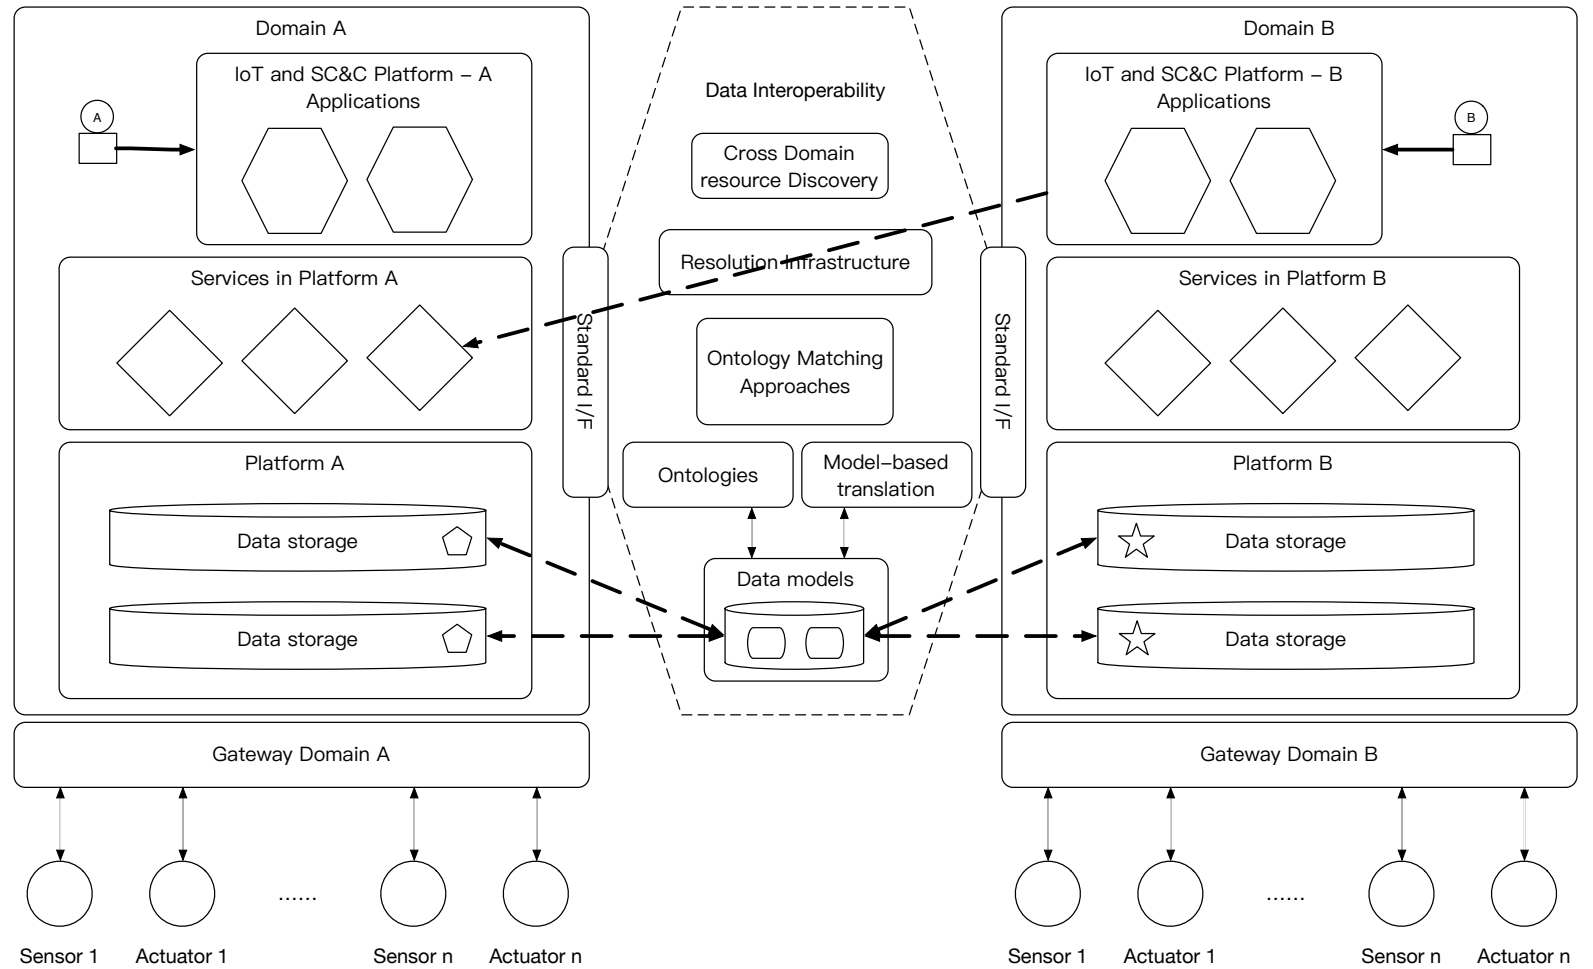 Domain A
IoT and SC&C Platform – A
Applications
A
Services in Platform A
Platform A
Data storage
Data storage
Standard I/F
Data Interoperability
Cross Domain
resource Discovery
Resolution Infrastructure
Ontology Matching
Approaches
Ontologies
Model–based
translation
Data models
Standard I/F
Domain B
IoT and SC&C Platform – B
Applications
B
Services in Platform B
Platform B
Data storage
Data storage
Gateway Domain A
Gateway Domain B
......
......
Sensor 1
Actuator 1
Sensor n
Actuator n
Sensor 1
Actuator 1
Sensor n
Actuator n